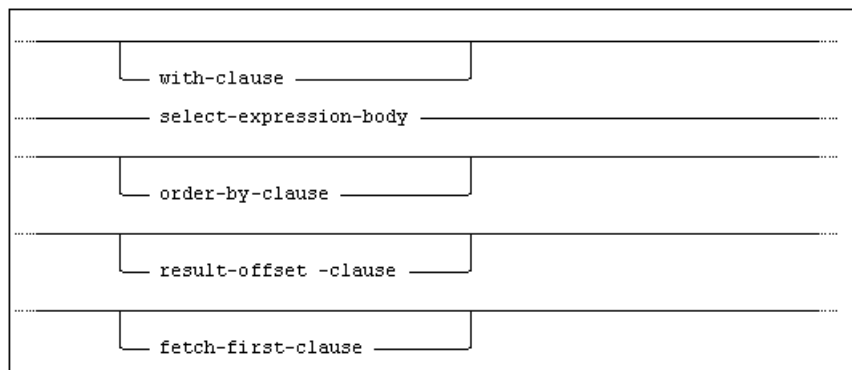 with-clause
select-expression-body
order-by-clause
result-offset -clause
fetch-first-clause